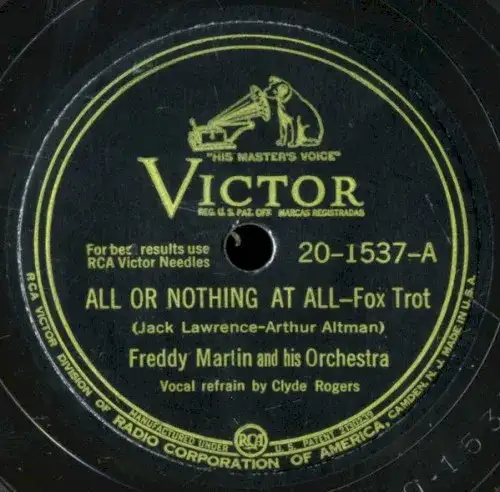 "HIS MASTER'S VOICE"
VICTOR
REG. U. S. PAT. OFF. MARCAS REGISTRADAS
For best results use
RCA Victor Needles
20-1537-A
ALL OR NOTHING AT ALL—Fox Trot
(Jack Lawrence-Arthur Altman)
Freddy Martin and his Orchestra
Vocal refrain by Clyde Rogers
MANUFACTURED UNDER RCA U. S. PATENT
RCA VICTOR DIVISION OF RADIO CORPORATION OF AMERICA, CAMDEN, N. J. MADE IN U.S.A.